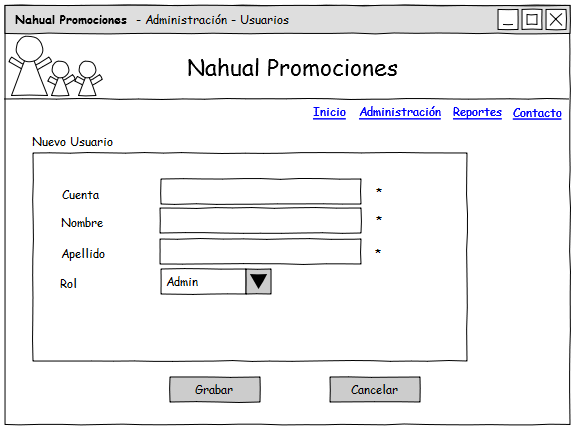 Nahual Promociones - Administración - Usuarios
Nahual Promociones
Inicio Administración Reportes Contacto
Nuevo Usuario
Cuenta *
Nombre *
Apellido *
Rol Admin
Grabar Cancelar